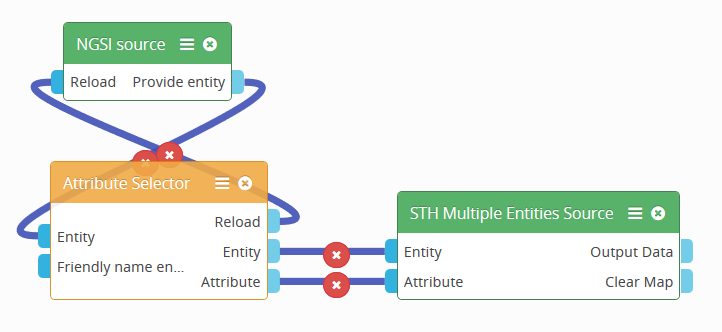 NGSI source
Reload Provide entity
Attribute Selector
Reload
Entity
Entity
Friendly name en...
Attribute
STH Multiple Entities Source
Entity Output Data
Attribute Clear Map